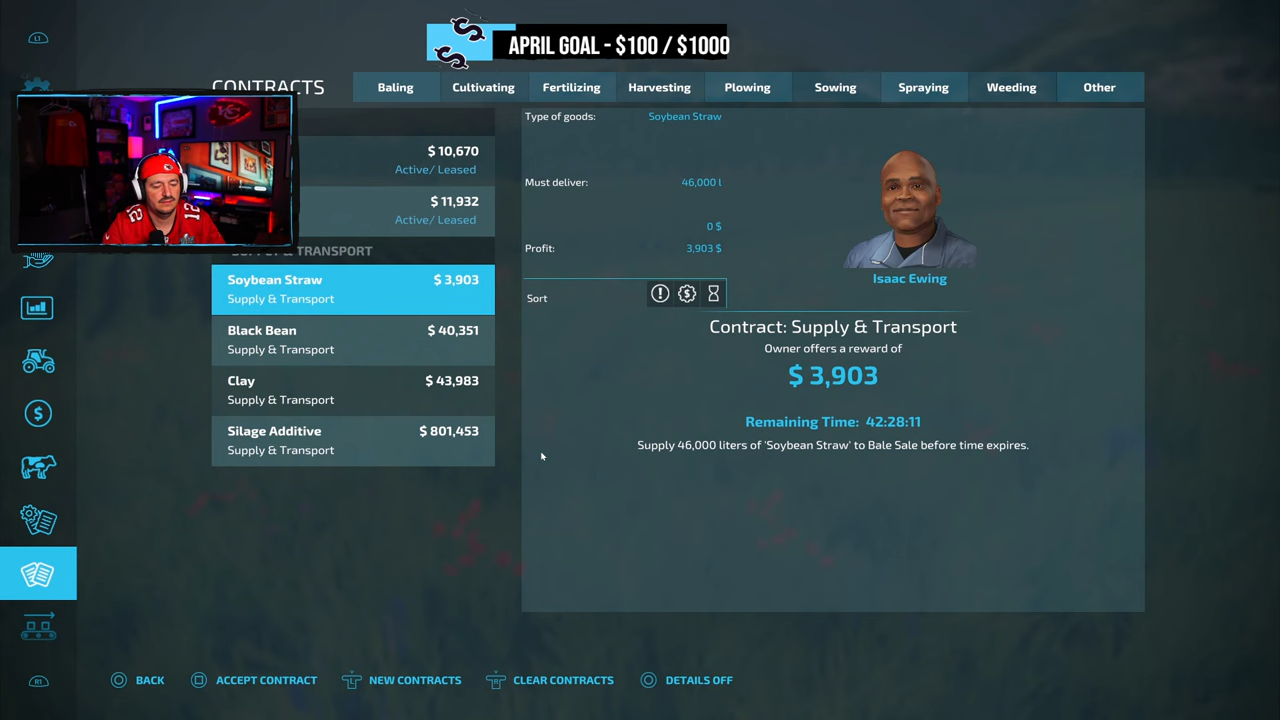 APRIL GOAL - $100 / $1000
L1
CONTRACTS
Baling
Cultivating
Fertilizing
Harvesting
Plowing
Sowing
Spraying
Weeding
Other
$ 10,670
Active/ Leased
$ 11,932
Active/ Leased
SUPPLY & TRANSPORT
Soybean Straw $ 3,903
Supply & Transport
Black Bean $ 40,351
Supply & Transport
Clay $ 43,983
Supply & Transport
Silage Additive $ 801,453
Supply & Transport
Type of goods: Soybean Straw
Must deliver: 46,000 l
0 $
Profit: 3,903 $
Sort
Isaac Ewing
Contract: Supply & Transport
Owner offers a reward of
$ 3,903
Remaining Time: 42:28:11
Supply 46,000 liters of 'Soybean Straw' to Bale Sale before time expires.
R1
BACK
ACCEPT CONTRACT
NEW CONTRACTS
CLEAR CONTRACTS
DETAILS OFF